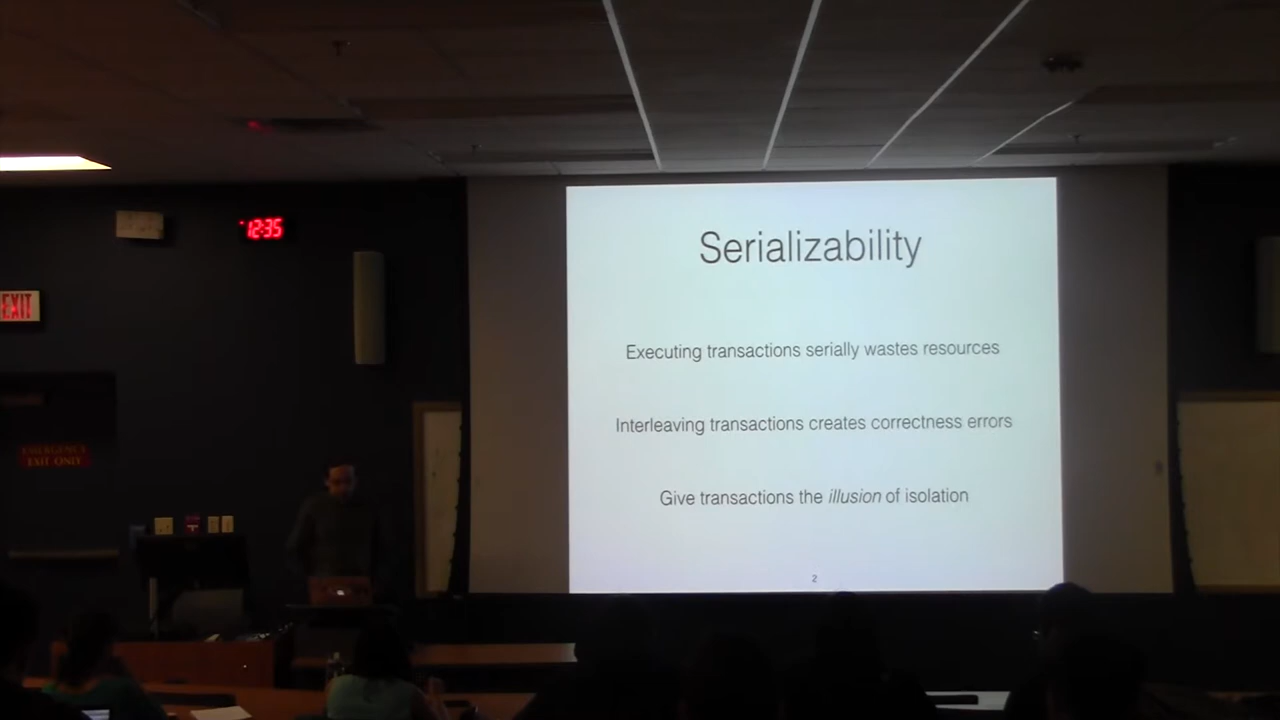 12:35
EXIT
EMERGENCY
EXIT ONLY
Serializability
Executing transactions serially wastes resources
Interleaving transactions creates correctness errors
Give transactions the illusion of isolation
2